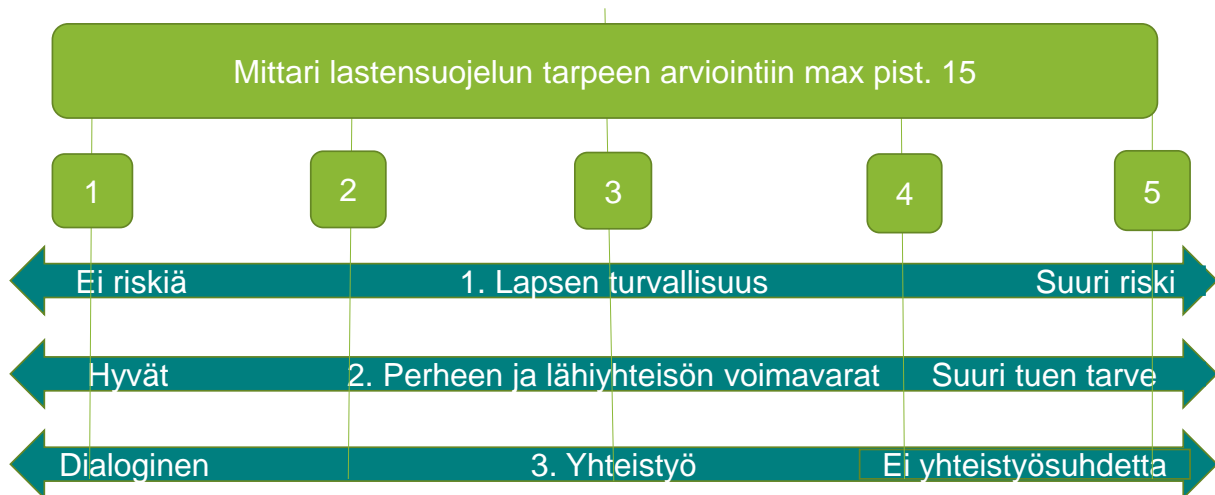 Mittari lastensuojelun tarpeen arviointiin max pist. 15
1 2 3 4 5
Ei riskiä 1. Lapsen turvallisuus Suuri riski
Hyvät 2. Perheen ja lähiyhteisön voimavarat Suuri tuen tarve
Dialoginen 3. Yhteistyö Ei yhteistyösuhdetta